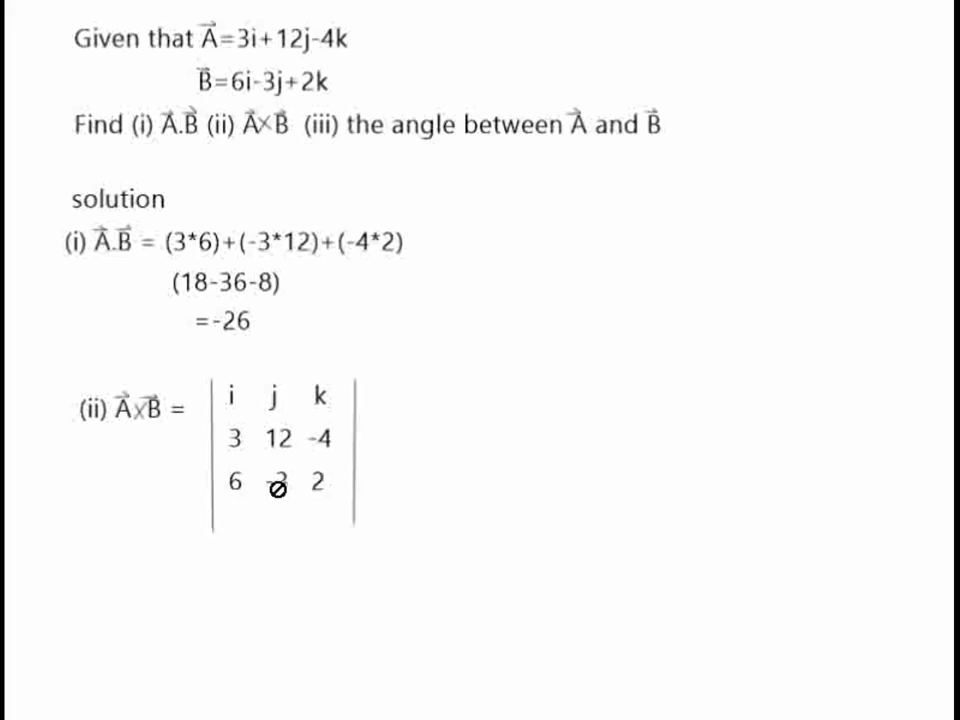 Given that A⃗=3i+12j-4k
B⃗=6i-3j+2k
Find (i) A⃗.B⃗ (ii) A⃗×B⃗ (iii) the angle between A⃗ and B⃗
solution
(i) A⃗.B⃗ = (3*6)+(-3*12)+(-4*2)
(18-36-8)
=-26
(ii) A⃗×B⃗ =
i j k
3 12 -4
6 -3 2